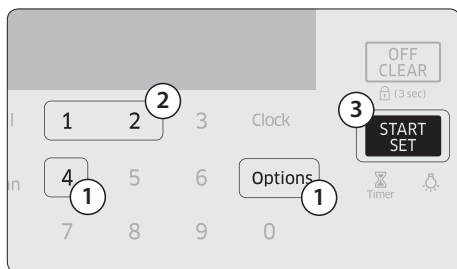 OFF
CLEAR
(3 sec)
1 2 2 3 Clock
3
START
SET
4 1 5 6 Options 1
Timer
7 8 9 0